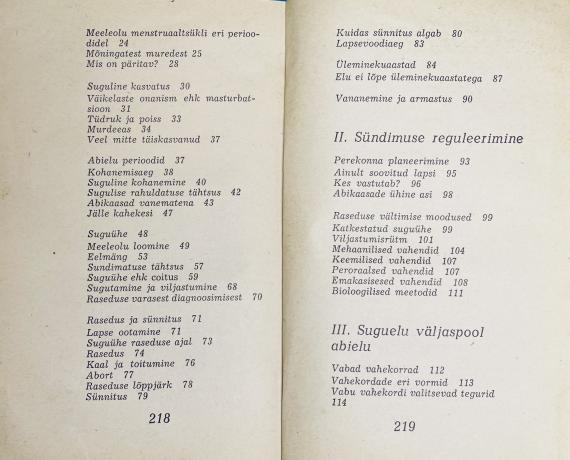 Meeleolu menstruaaltsükli eri perioo-
didel 24
Mõningatest muredest 25
Mis on päritav? 28
Suguline kasvatus 30
Väikelaste onanism ehk masturbat-
sioon 31
Tüdruk ja poiss 33
Murdeeas 34
Veel mitte täiskasvanud 37
Abielu perioodid 37
Kohanemisaeg 38
Suguline kohanemine 40
Sugulise rahuldatuse tähtsus 42
Abikaasad vanematena 43
Jälle kahekesi 47
Suguühe 48
Meeleolu loomine 49
Eelmäng 53
Sundimatuse tähtsus 57
Suguühe ehk coitus 59
Sugutamine ja viljastumine 68
Raseduse varasest diagnoosimisest 70
Rasedus ja sünnitus 71
Lapse ootamine 71
Suguühe raseduse ajal 73
Rasedus 74
Kaal ja toitumine 76
Abort 77
Raseduse lõppjärk 78
Sünnitus 79
218
Kuidas sünnitus algab 80
Lapsevoodiaeg 83
Üleminekuaastad 84
Elu ei lõpe üleminekuaastatega 87
Vananemine ja armastus 90
II. Sündimuse reguleerimine
Perekonna planeerimine 93
Ainult soovitud lapsi 95
Kes vastutab? 96
Abikaasade ühine asi 98
Raseduse vältimise moodused 99
Katkestatud suguühe 99
Viljastumisrütm 101
Mehaanilised vahendid 104
Keemilised vahendid 107
Peroraalsed vahendid 107
Emakasisesed vahendid 108
Bioloogilised meetodid 111
III. Suguelu väljaspool
abielu
Vabad vahekorrad 112
Vahekordade eri vormid 113
Vabu vahekordi valitsevad tegurid
114
219